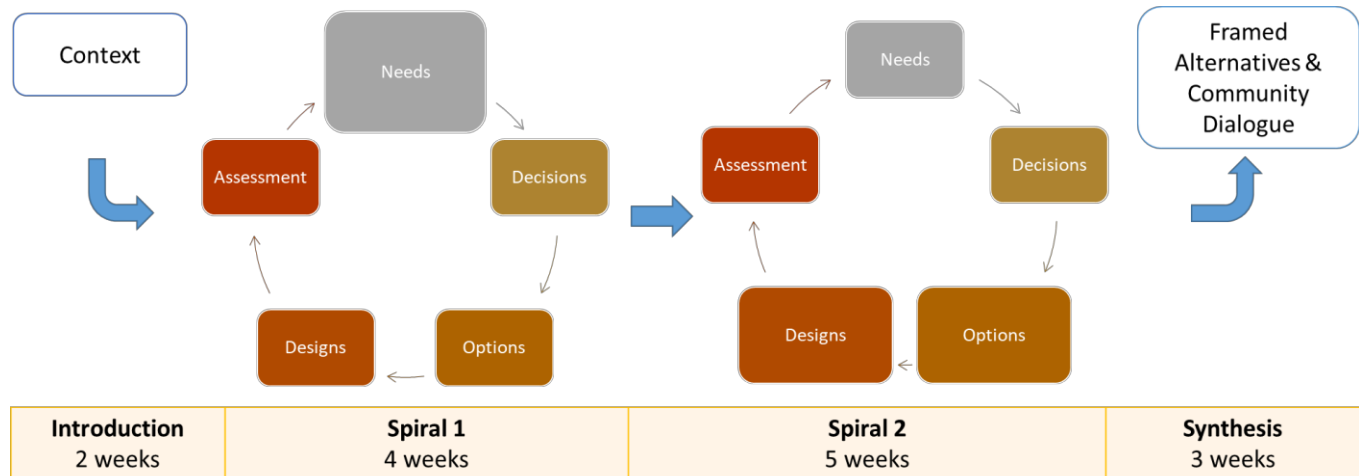 Context
Needs
Assessment
Decisions
Designs
Options
Needs
Assessment
Decisions
Designs
Options
Framed
Alternatives &
Community
Dialogue
Introduction
2 weeks
Spiral 1
4 weeks
Spiral 2
5 weeks
Synthesis
3 weeks